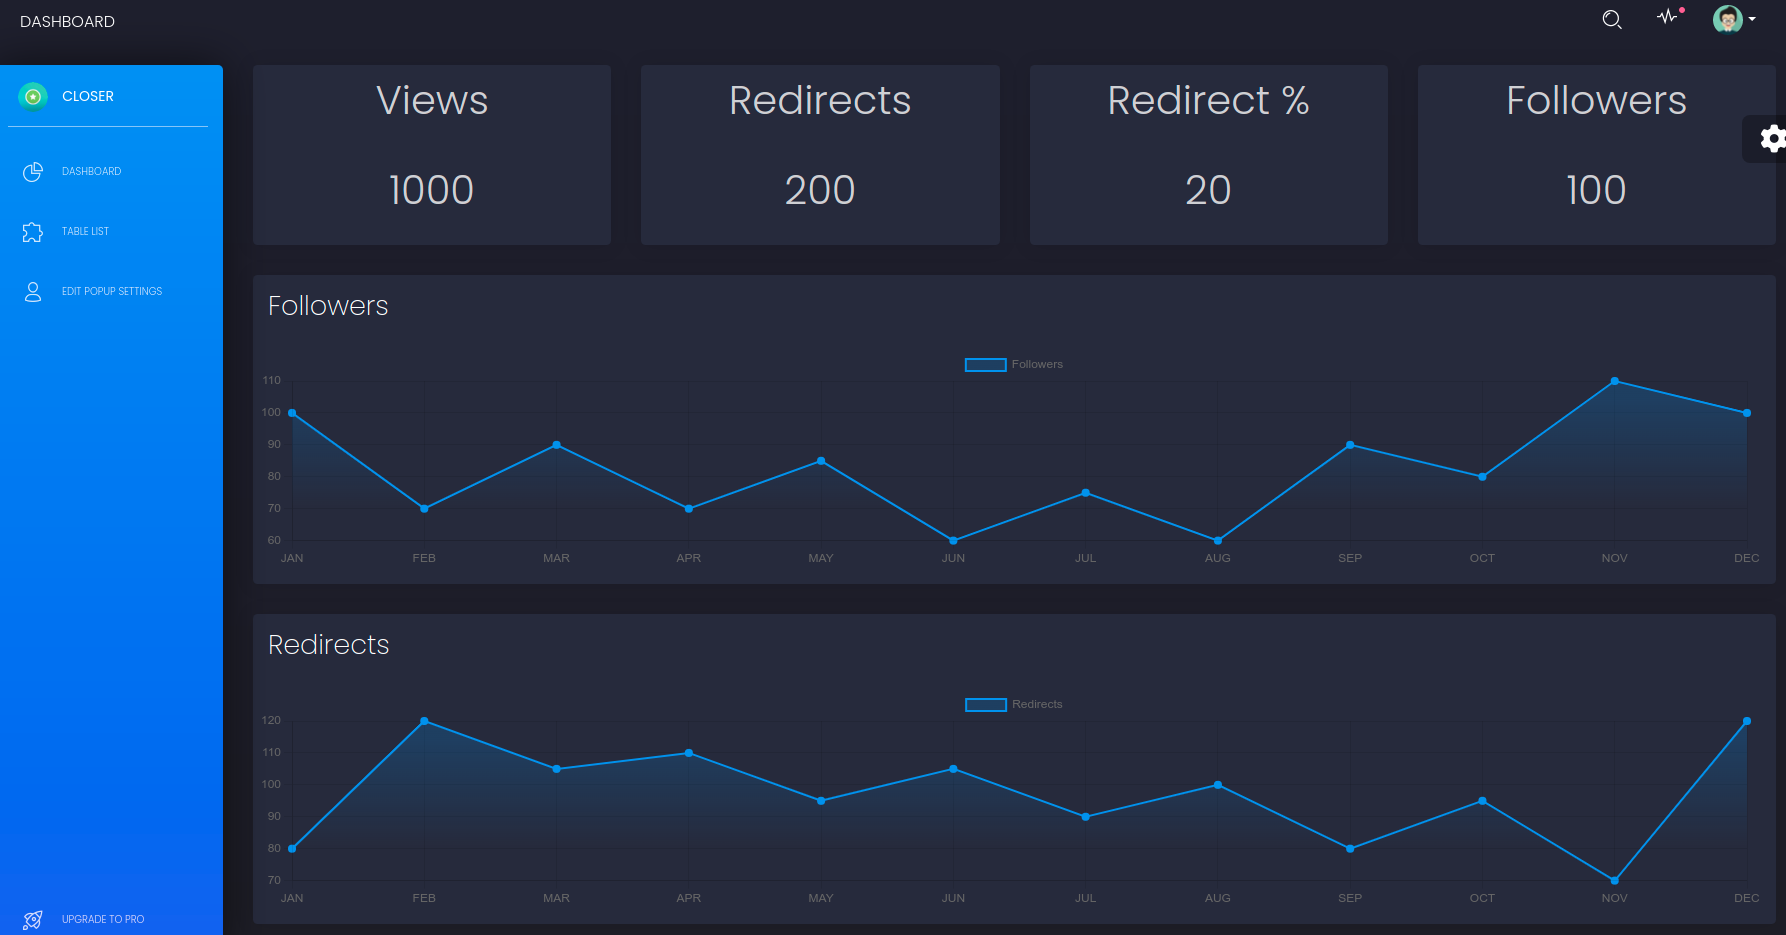 DASHBOARD
CLOSER
DASHBOARD
TABLE LIST
EDIT POPUP SETTINGS
UPGRADE TO PRO
Views
1000
Redirects
200
Redirect %
20
Followers
100
Followers
Followers
110
100
90
80
70
60
JAN FEB MAR APR MAY JUN JUL AUG SEP OCT NOV DEC
Redirects
Redirects
120
110
100
90
80
70
JAN FEB MAR APR MAY JUN JUL AUG SEP OCT NOV DEC